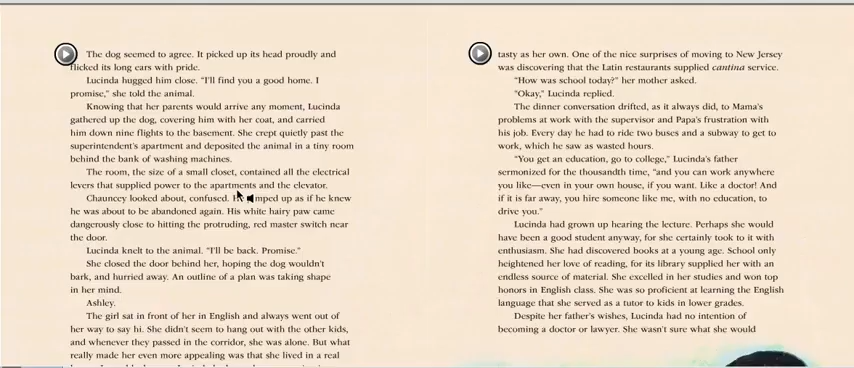 The dog seemed to agree. It picked up its head proudly and
flicked its long ears with pride.
Lucinda hugged him close. "I'll find you a good home. I
promise," she told the animal.
Knowing that her parents would arrive any moment, Lucinda
gathered up the dog, covering him with her coat, and carried
him down nine flights to the basement. She crept quietly past the
superintendent's apartment and deposited the animal in a tiny room
behind the bank of washing machines.
The room, the size of a small closet, contained all the electrical
levers that supplied power to the apartments and the elevator.
Chauncey looked about, confused. up as if he knew
he was about to be abandoned again. His white hairy paw came
dangerously close to hitting the protruding, red master switch near
the door.
Lucinda knelt to the animal. "I'll be back. Promise."
She closed the door behind her, hoping the dog wouldn't
bark, and hurried away. An outline of a plan was taking shape
in her mind.
Ashley.
The girl sat in front of her in English and always went out of
her way to say hi. She didn't seem to hang out with the other kids,
and whenever they passed in the corridor, she was alone. But what
really made her even more appealing was that she lived in a real
tasty as her own. One of the nice surprises of moving to New Jersey
was discovering that the Latin restaurants supplied cantina service.
"How was school today?" her mother asked.
"Okay," Lucinda replied.
The dinner conversation drifted, as it always did, to Mama's
problems at work with the supervisor and Papa's frustration with
his job. Every day he had to ride two buses and a subway to get to
work, which he saw as wasted hours.
"You get an education, go to college," Lucinda's father
sermonized for the thousandth time, "and you can work anywhere
you like—even in your own house, if you want. Like a doctor! And
if it is far away, you hire someone like me, with no education, to
drive you."
Lucinda had grown up hearing the lecture. Perhaps she would
have been a good student anyway, for she certainly took to it with
enthusiasm. She had discovered books at a young age. School only
heightened her love of reading, for its library supplied her with an
endless source of material. She excelled in her studies and won top
honors in English class. She was so proficient at learning the English
language that she served as a tutor to kids in lower grades.
Despite her father's wishes, Lucinda had no intention of
becoming a doctor or lawyer. She wasn't sure what she would